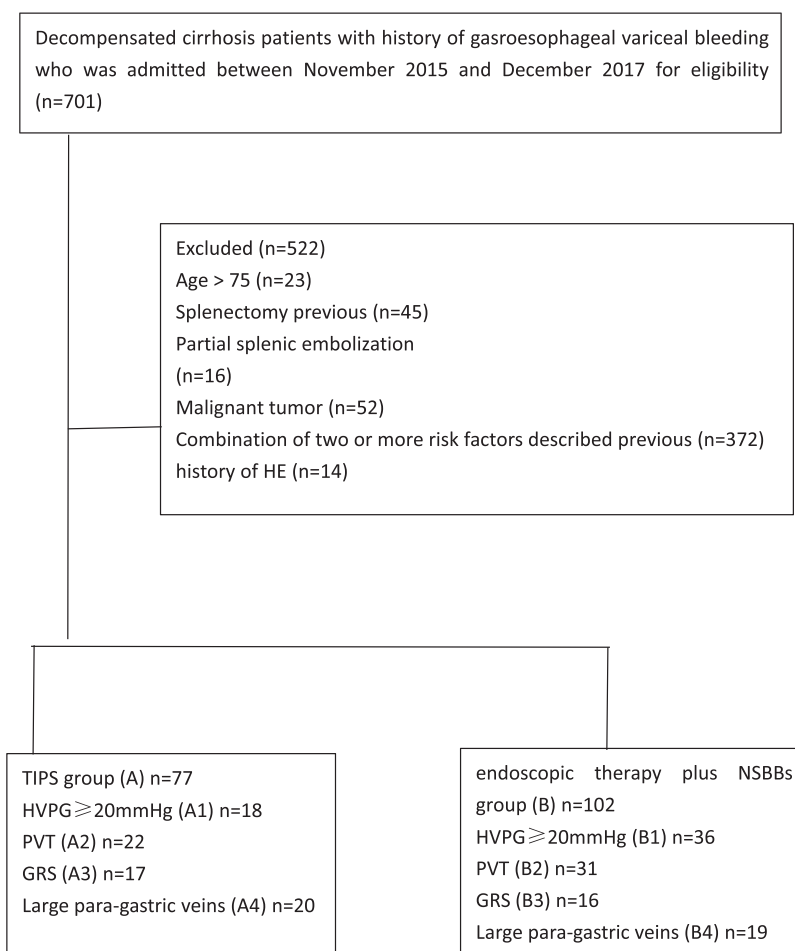 Decompensated cirrhosis patients with history of gasroesophageal variceal bleeding
who was admitted between November 2015 and December 2017 for eligibility
(n=701)
Excluded (n=522)
Age > 75 (n=23)
Splenectomy previous (n=45)
Partial splenic embolization
(n=16)
Malignant tumor (n=52)
Combination of two or more risk factors described previous (n=372)
history of HE (n=14)
TIPS group (A) n=77
HVPG⩾20mmHg (A1) n=18
PVT (A2) n=22
GRS (A3) n=17
Large para-gastric veins (A4) n=20
endoscopic therapy plus NSBBs
group (B) n=102
HVPG⩾20mmHg (B1) n=36
PVT (B2) n=31
GRS (B3) n=16
Large para-gastric veins (B4) n=19